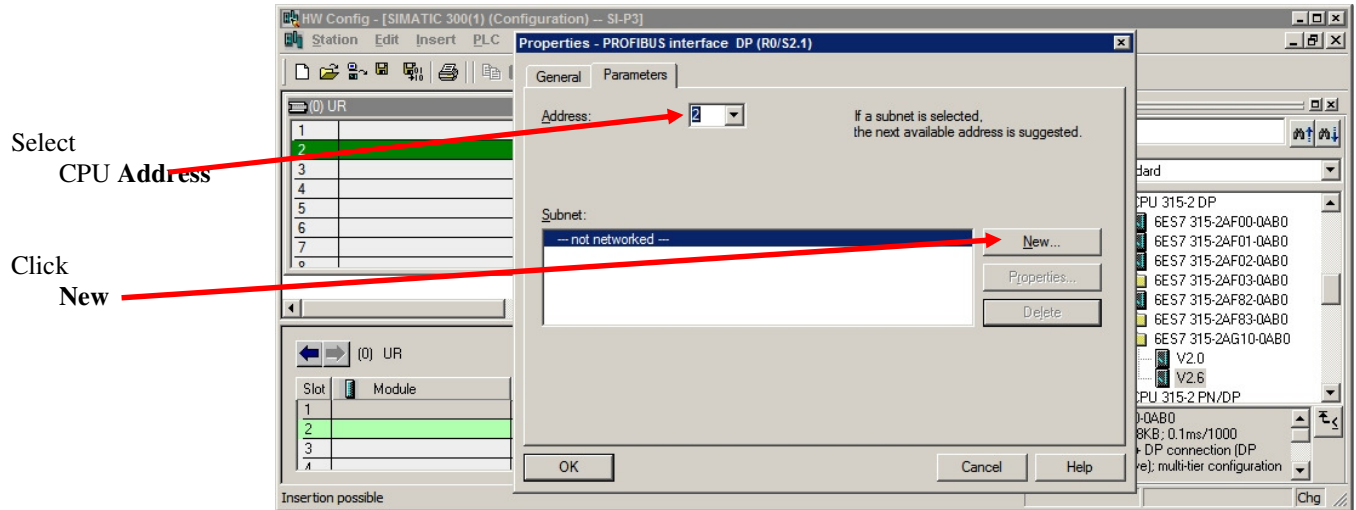 HW Config - [SIMATIC 300(1) (Configuration) -- SI-P3]
Station Edit Insert PLC
Properties - PROFIBUS interface DP (R0/S2.1)
General Parameters
(0) UR
1
2
3
4
5
6
7
Address:
2
If a subnet is selected,
the next available address is suggested.
Subnet:
--- not networked ---
New...
Properties...
Delete
OK
Cancel
Help
Select
CPU Address
Click
New
dard
CPU 315-2 DP
6ES7 315-2AF00-0AB0
6ES7 315-2AF01-0AB0
6ES7 315-2AF02-0AB0
6ES7 315-2AF03-0AB0
6ES7 315-2AF82-0AB0
6ES7 315-2AF83-0AB0
6ES7 315-2AG10-0AB0
V2.0
V2.6
CPU 315-2 PN/DP
0-0AB0
8KB; 0.1ms/1000
+ DP connection (DP
ve); multi-tier configuration
(0) UR
Slot Module
1
2
3
4
Insertion possible
Chg